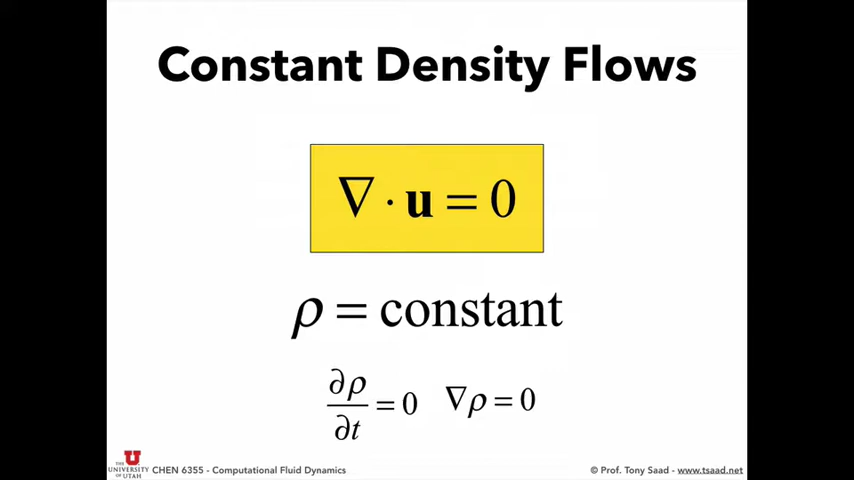 Constant Density Flows
∇ · u = 0
ρ = constant
∂ρ/∂t = 0 ∇ρ = 0
THE UNIVERSITY OF UTAH CHEN 6355 - Computational Fluid Dynamics © Prof. Tony Saad - www.tsaad.net